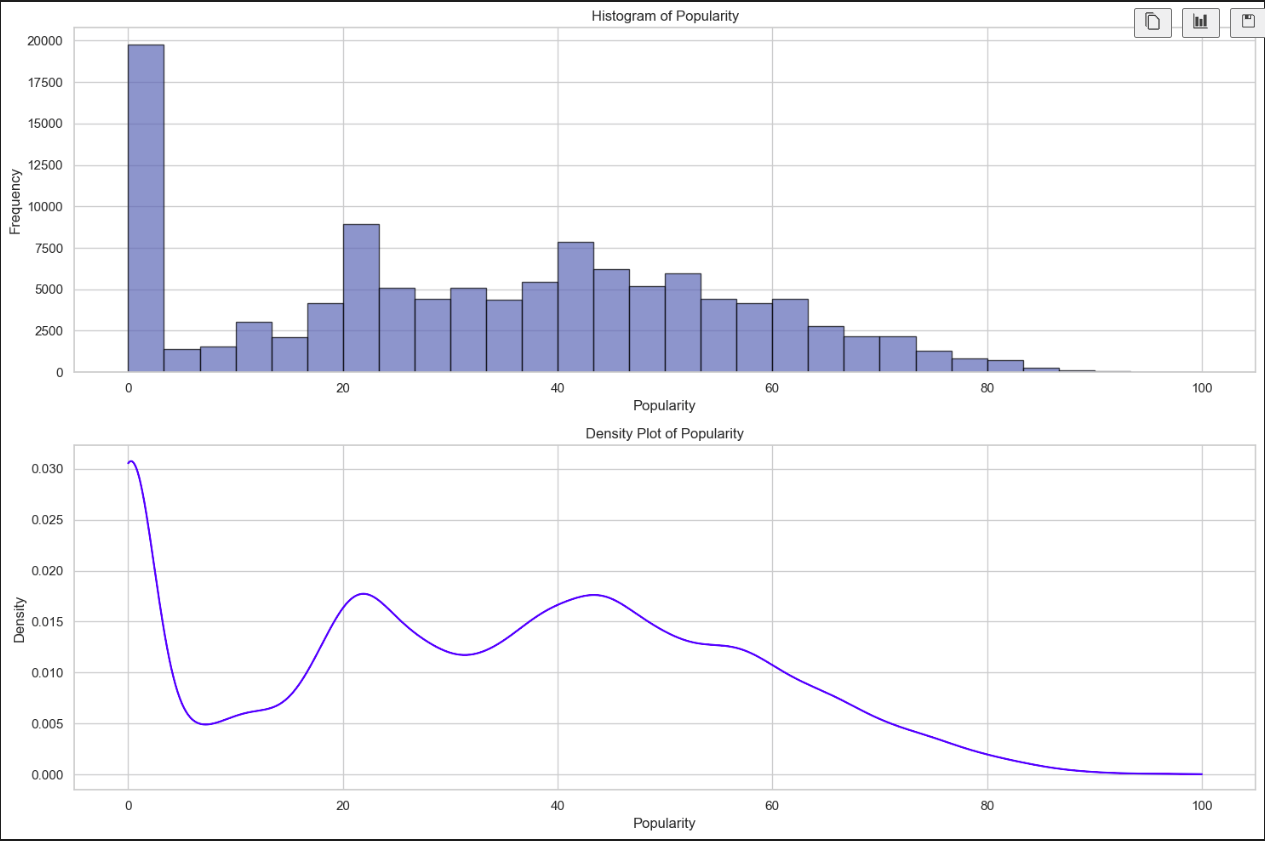 Histogram of Popularity
20000
17500
15000
12500
10000
7500
5000
2500
0
Frequency
0 20 40 60 80 100
Popularity
Density Plot of Popularity
0.030
0.025
0.020
0.015
0.010
0.005
0.000
Density
0 20 40 60 80 100
Popularity